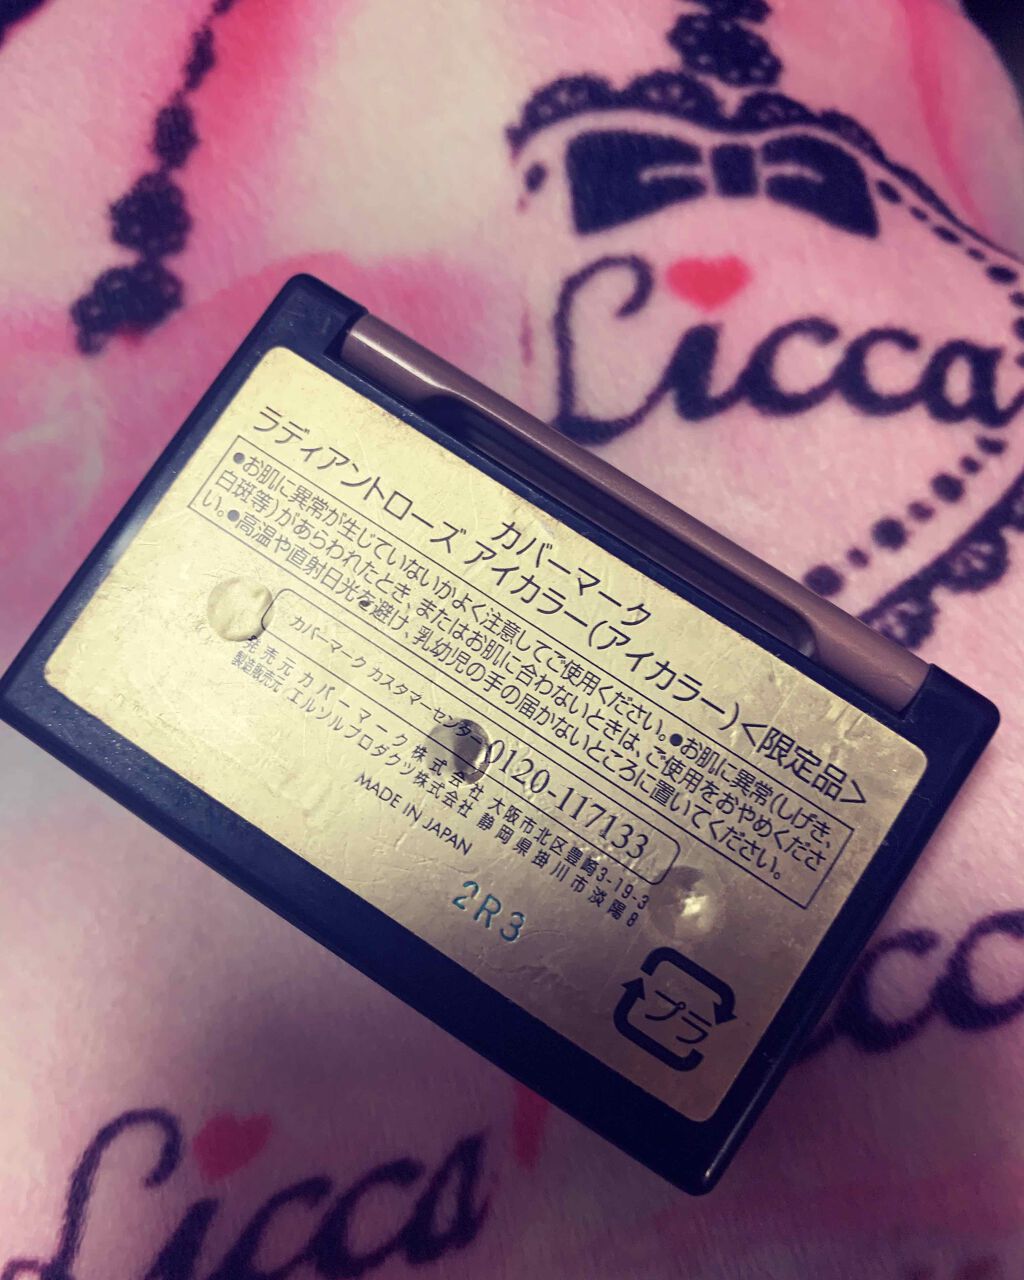 Licca
カバーマーク
ラディアントローズ アイカラー(アイカラー)<限定品>
●お肌に異常が生じていないかよく注意してご使用ください。●お肌に異常(しげき、
白斑等)があらわれたとき、またはお肌に合わないときは、ご使用をおやめくださ
い。●高温や直射日光を避け、乳幼児の手の届かないところに置いてください。
カバーマーク カスタマーセンター 0120-117133
発売元 カバーマーク株式会社 大阪市北区豊崎3-19-3
製造販売元 エルソルプロダクツ株式会社 静岡県掛川市淡陽8
MADE IN JAPAN
2R3
プラ
icco
Licca